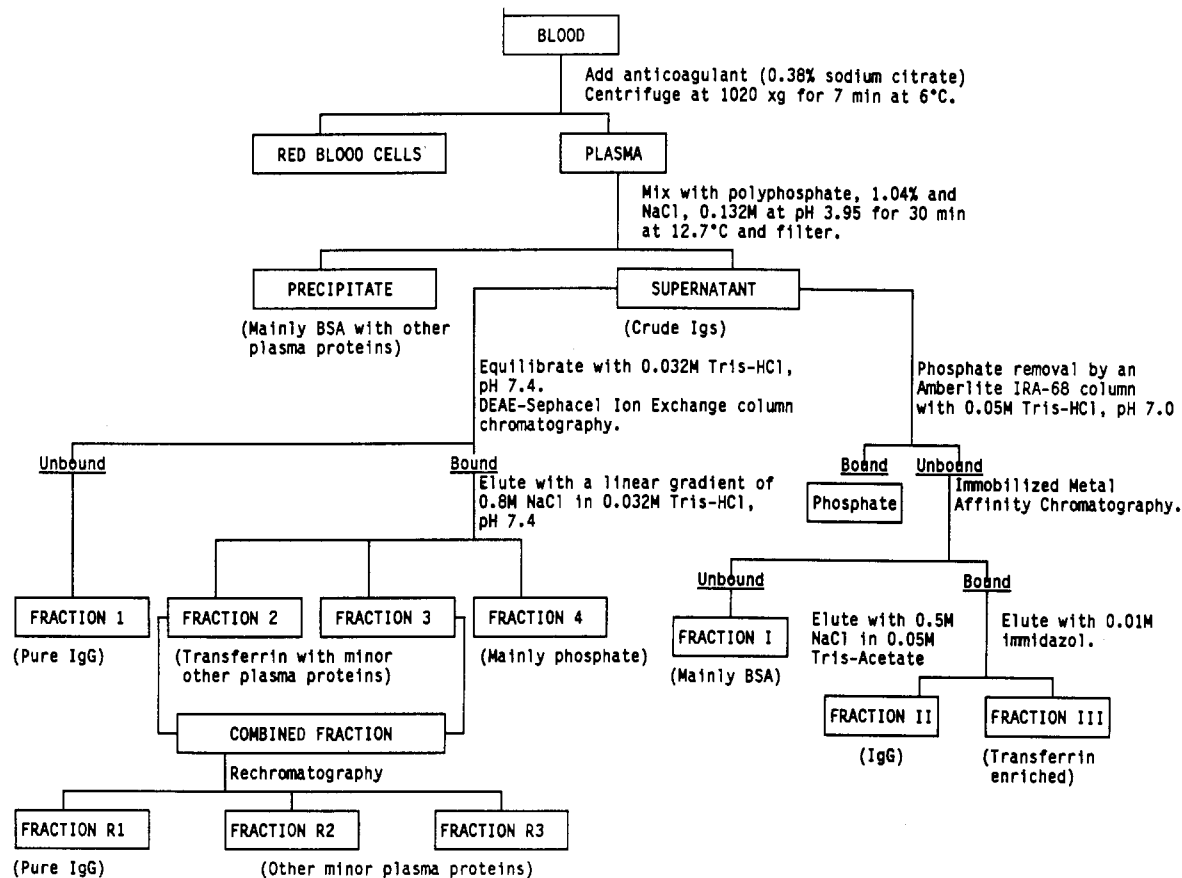 BLOOD
Add anticoagulant (0.38% sodium citrate)
Centrifuge at 1020 xg for 7 min at 6°C.
RED BLOOD CELLS
PLASMA
Mix with polyphosphate, 1.04% and
NaCl, 0.132M at pH 3.95 for 30 min
at 12.7°C and filter.
PRECIPITATE
SUPERNATANT
(Mainly BSA with other
plasma proteins)
(Crude Igs)
Equilibrate with 0.032M Tris-HCl,
pH 7.4.
DEAE-Sephacel Ion Exchange column
chromatography.
Phosphate removal by an
Amberlite IRA-68 column
with 0.05M Tris-HCl, pH 7.0
Unbound
Bound
Elute with a linear gradient of
0.8M NaCl in 0.032M Tris-HCl,
pH 7.4
Bound
Unbound
Phosphate
Immobilized Metal
Affinity Chromatography.
Unbound
Bound
FRACTION 1
FRACTION 2
FRACTION 3
FRACTION 4
(Pure IgG)
(Transferrin with minor
other plasma proteins)
(Mainly phosphate)
FRACTION I
(Mainly BSA)
Elute with 0.5M
NaCl in 0.05M
Tris-Acetate
Elute with 0.01M
immidazol.
FRACTION II
FRACTION III
(IgG)
(Transferrin
enriched)
COMBINED FRACTION
Rechromatography
FRACTION R1
FRACTION R2
FRACTION R3
(Pure IgG)
(Other minor plasma proteins)